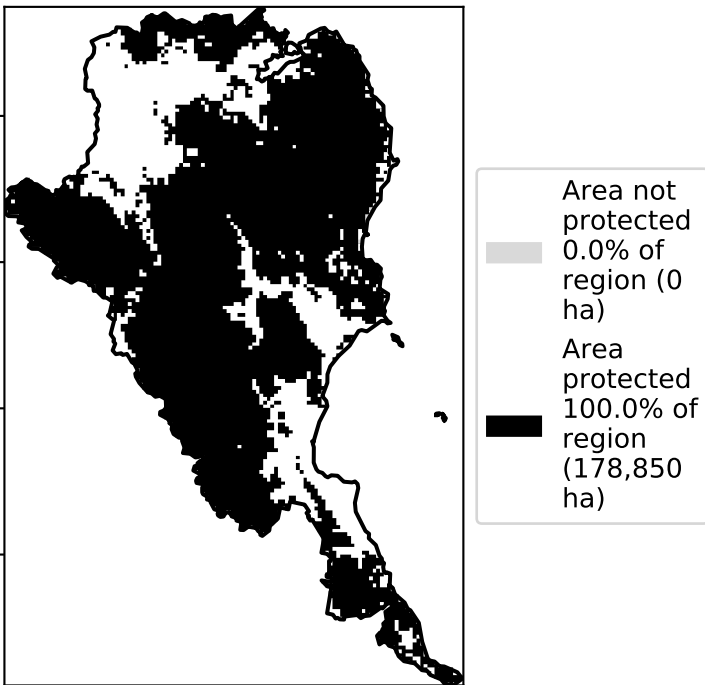 Area not
protected
0.0% of
region (0
ha)
Area
protected
100.0% of
region
(178,850
ha)